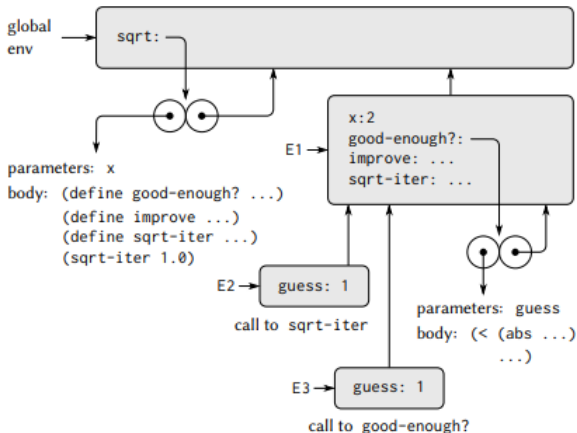 global
env
sqrt:
x:2
good-enough?:
improve: ...
sqrt-iter: ...
E1
parameters: x
body: (define good-enough? ...)
(define improve ...)
(define sqrt-iter ...)
(sqrt-iter 1.0)
E2
guess: 1
call to sqrt-iter
parameters: guess
body: (< (abs ...)
...)
E3
guess: 1
call to good-enough?